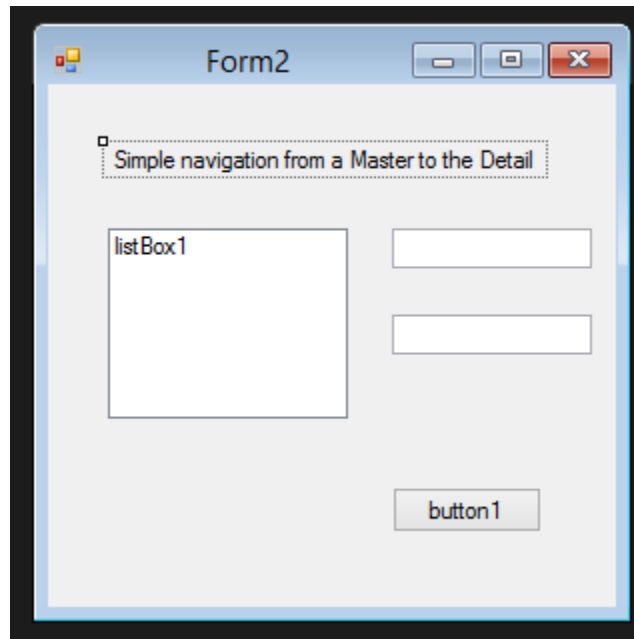 Form2
Simple navigation from a Master to the Detail
listBox1
button1